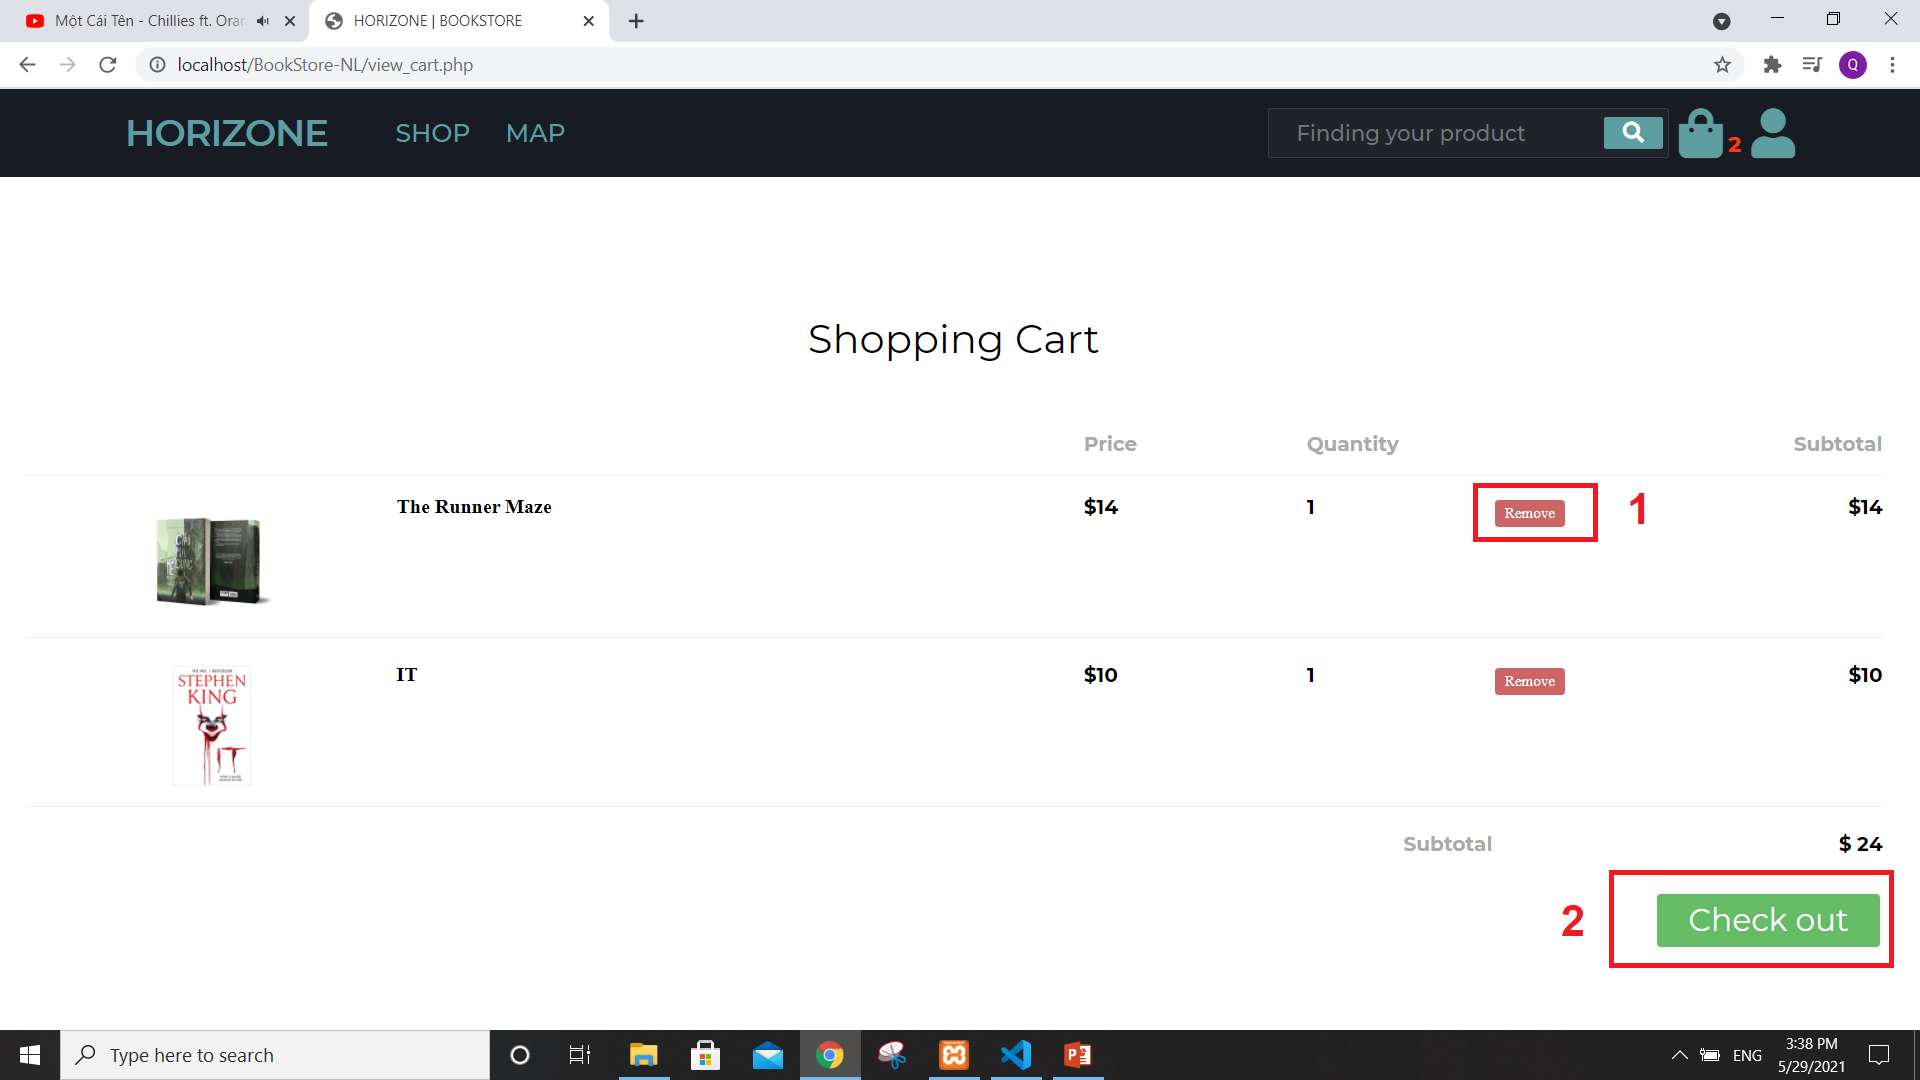 Một Cái Tên - Chillies ft. Oran
HORIZONE | BOOKSTORE
localhost/BookStore-NL/view_cart.php
Q
HORIZONE SHOP MAP Finding your product 2
Shopping Cart
Price Quantity Subtotal
The Runner Maze $14 1 Remove 1 $14
IT $10 1 Remove $10
STEPHEN
KING
IT
Subtotal $ 24
2 Check out
Type here to search
ENG
3:38 PM
5/29/2021